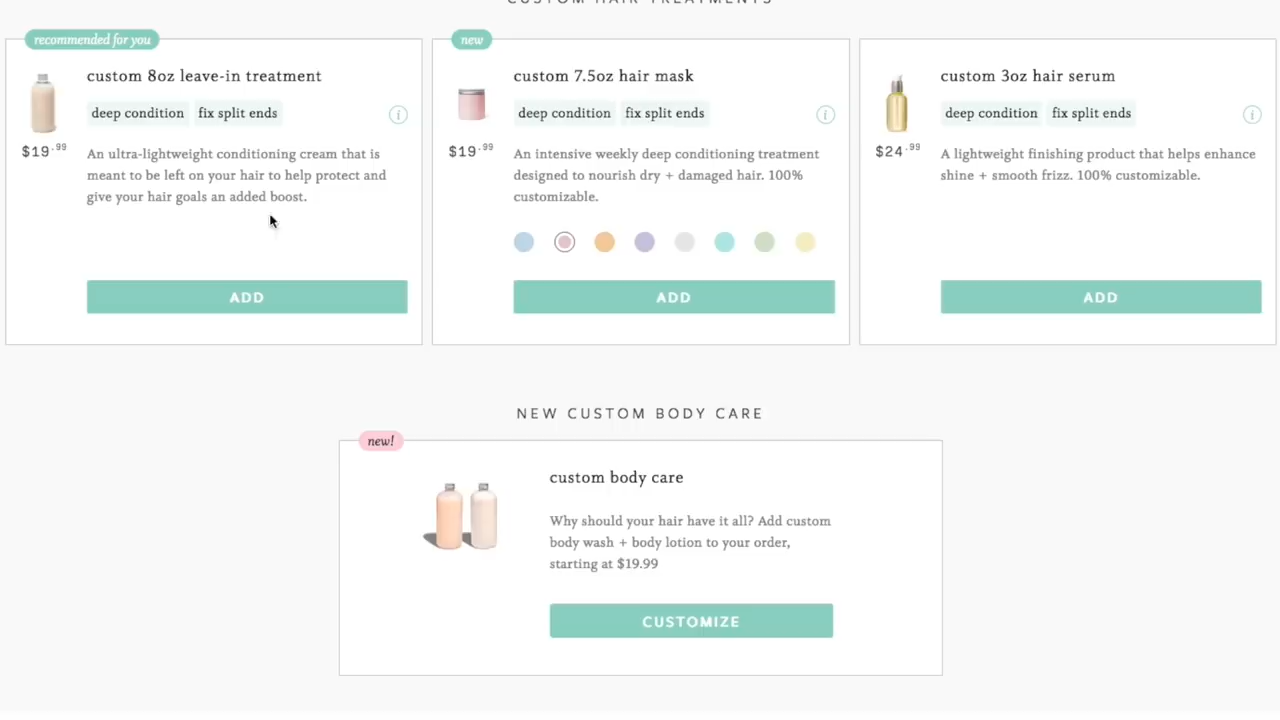 CUSTOM HAIR TREATMENTS
recommended for you
custom 8oz leave-in treatment
deep condition fix split ends
i
$19.99
An ultra-lightweight conditioning cream that is
meant to be left on your hair to help protect and
give your hair goals an added boost.
ADD
new
custom 7.5oz hair mask
deep condition fix split ends
i
$19.99
An intensive weekly deep conditioning treatment
designed to nourish dry + damaged hair. 100%
customizable.
ADD
custom 3oz hair serum
deep condition fix split ends
i
$24.99
A lightweight finishing product that helps enhance
shine + smooth frizz. 100% customizable.
ADD
NEW CUSTOM BODY CARE
new!
custom body care
Why should your hair have it all? Add custom
body wash + body lotion to your order,
starting at $19.99
CUSTOMIZE